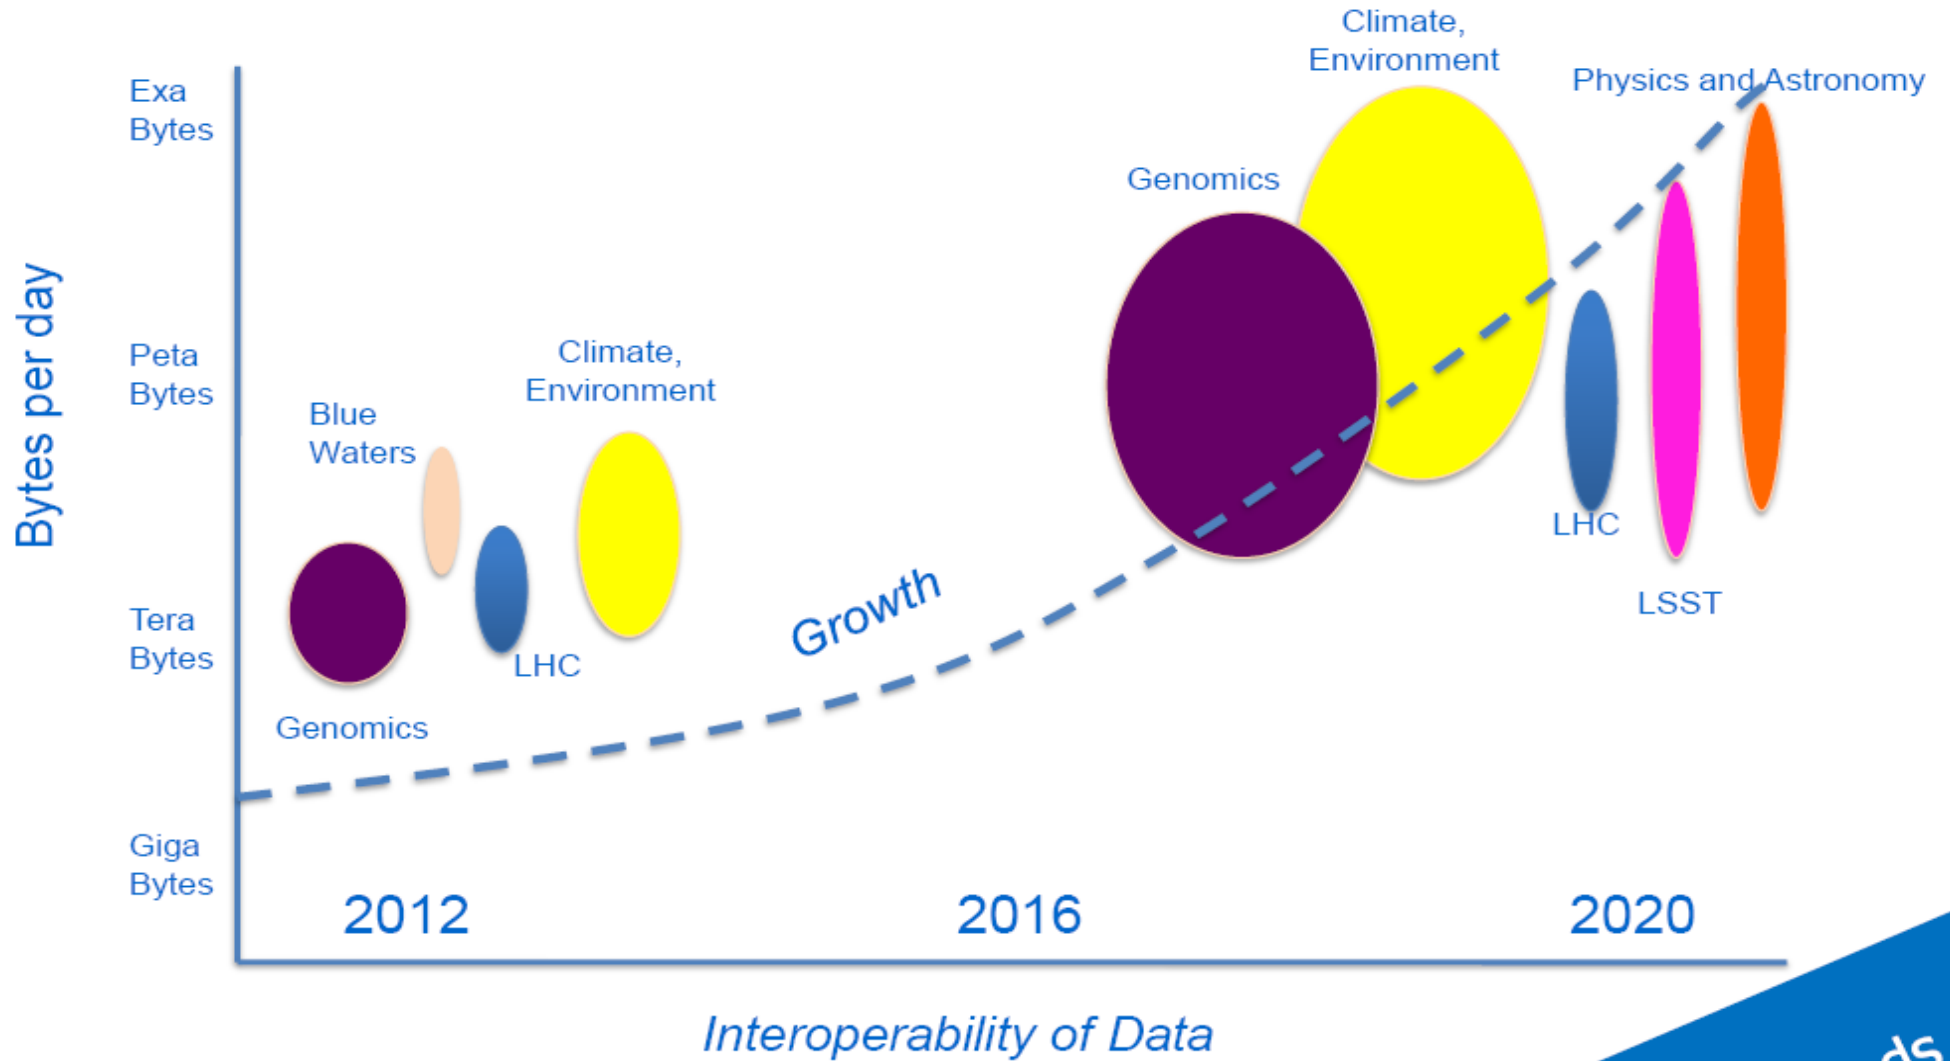 Climate,
Environment
Physics and Astronomy
Exa
Bytes
Genomics
Bytes per day
Peta
Bytes
Climate,
Environment
Blue
Waters
LHC
Growth
LSST
Tera
Bytes
LHC
Genomics
Giga
Bytes
2012
2016
2020
Interoperability of Data